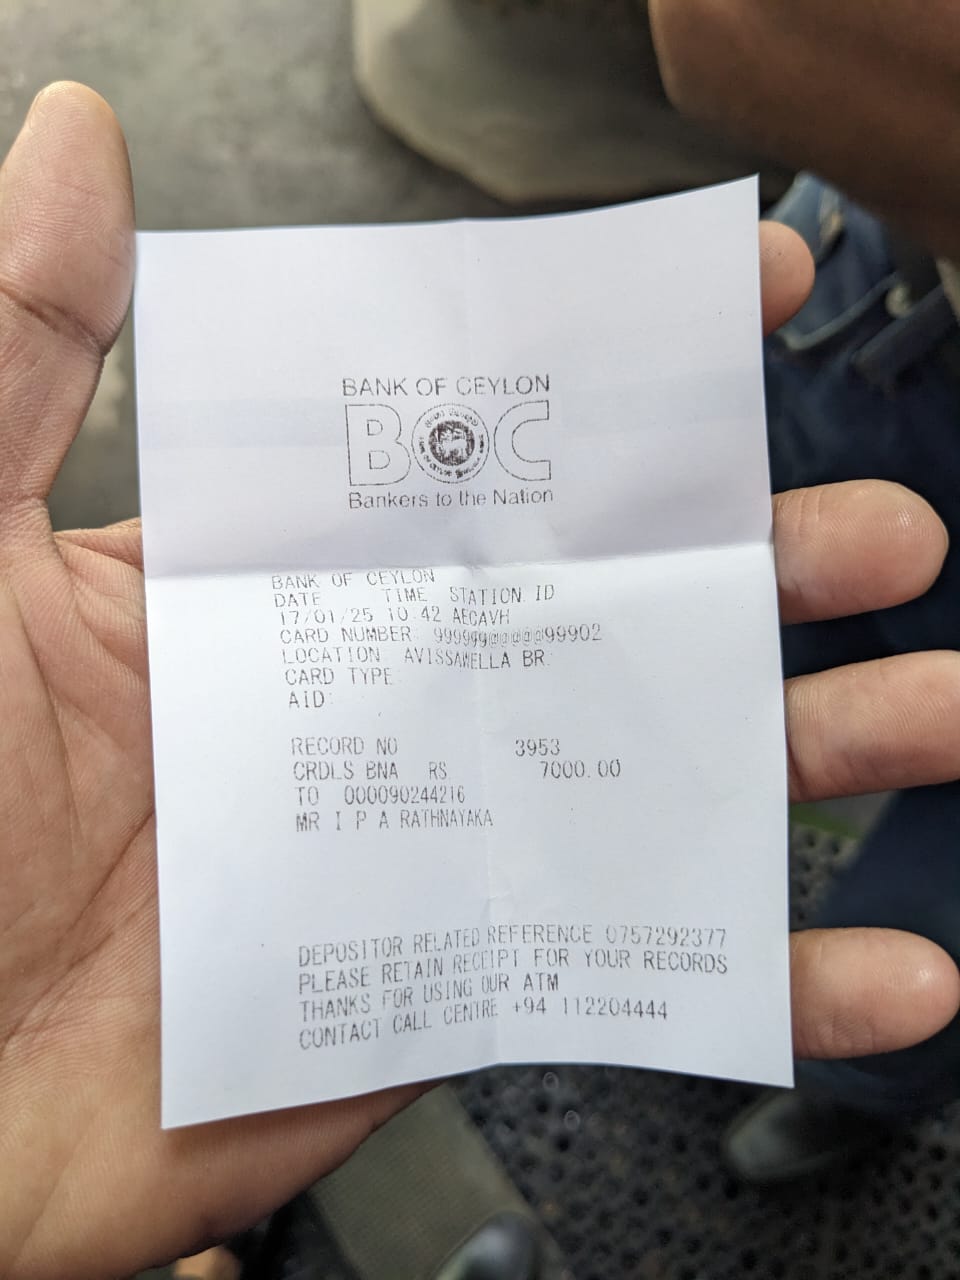 BANK OF CEYLON
BOC
Bankers to the Nation
BANK OF CEYLON
DATE TIME STATION ID
17/01/25 10:42 AECAVH
CARD NUMBER: 999999@@@@@99902
LOCATION: AVISSAWELLA BR.
CARD TYPE:
AID:
RECORD NO 3953
CRDLS BNA RS. 7000.00
TO 000090244216
MR I P A RATHNAYAKA
DEPOSITOR RELATED REFERENCE 0757292377
PLEASE RETAIN RECEIPT FOR YOUR RECORDS
THANKS FOR USING OUR ATM
CONTACT CALL CENTRE +94 112204444